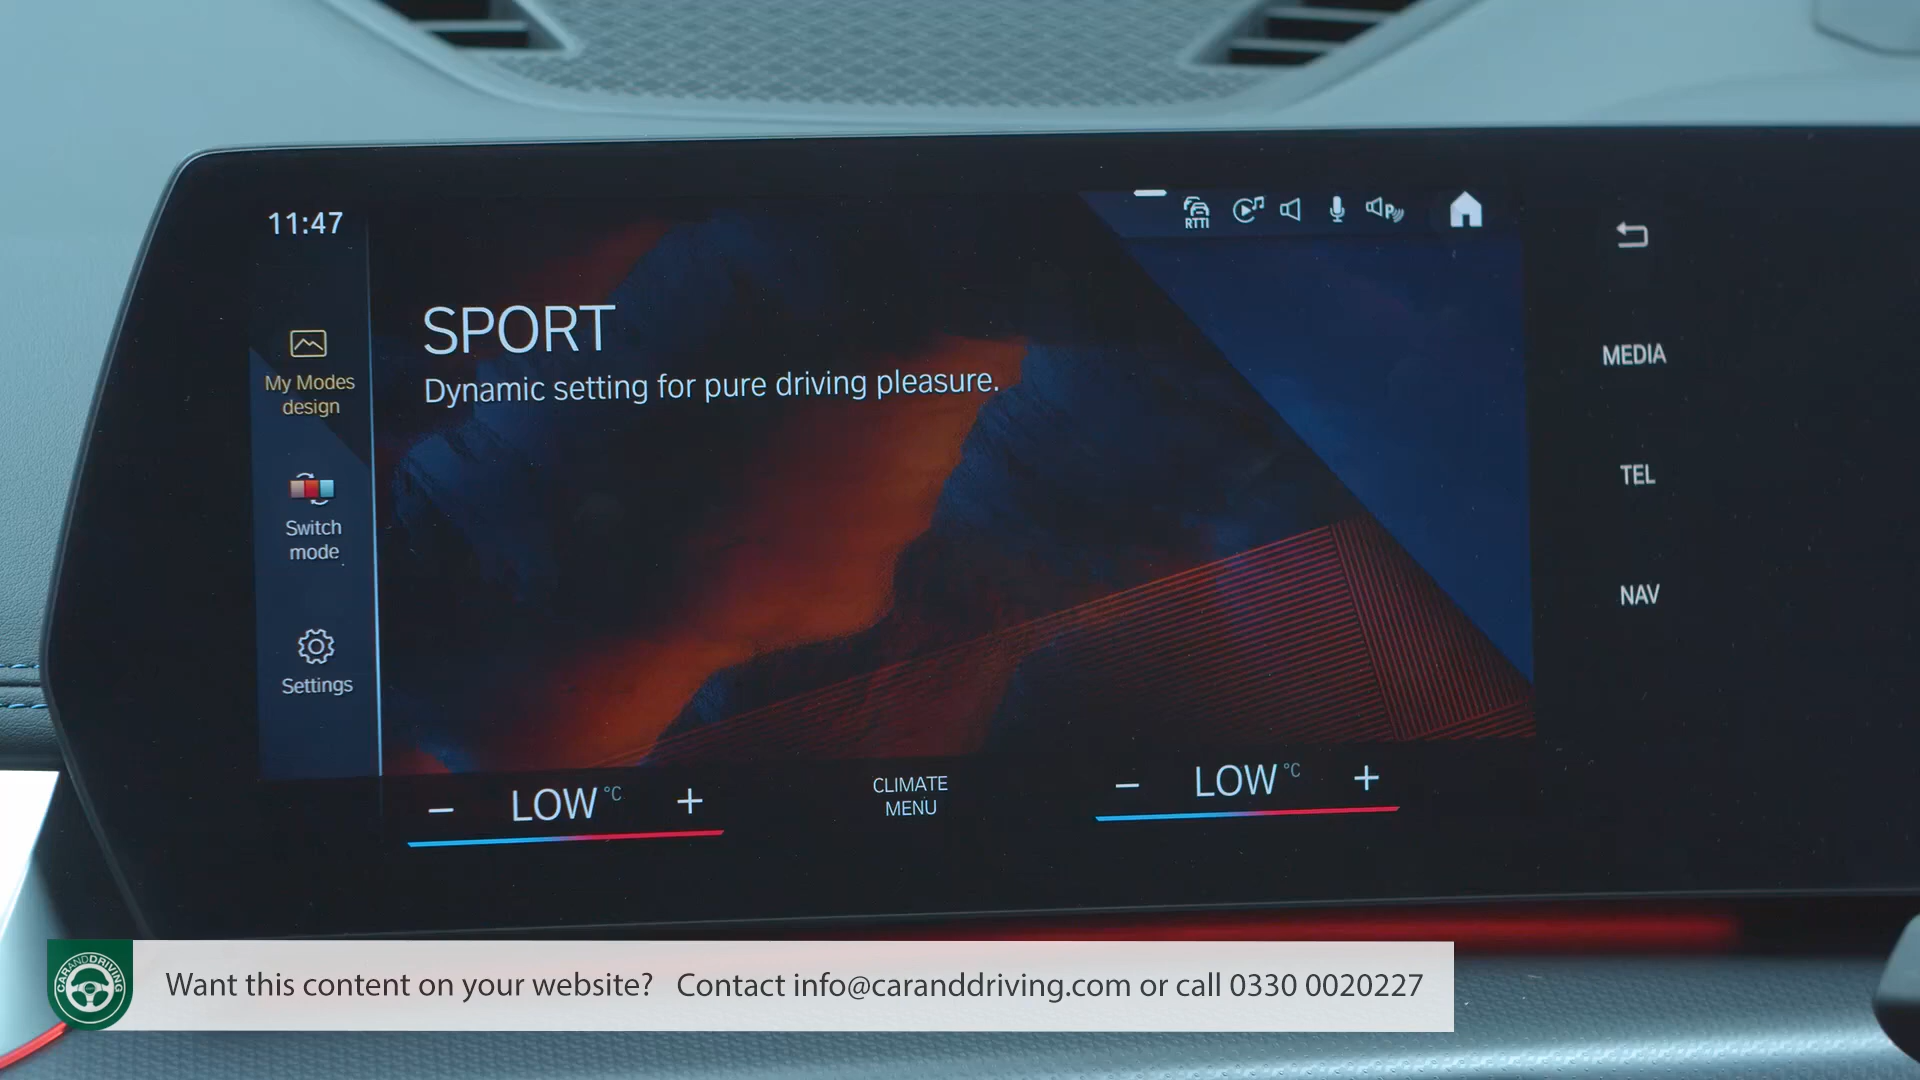 11:47
RTTI
P
SPORT
Dynamic setting for pure driving pleasure.
My Modes
design
Switch
mode
Settings
MEDIA
TEL
NAV
− LOW °C +
CLIMATE
MENU
− LOW °C +
CARANDDRIVING
Want this content on your website? Contact info@caranddriving.com or call 0330 0020227